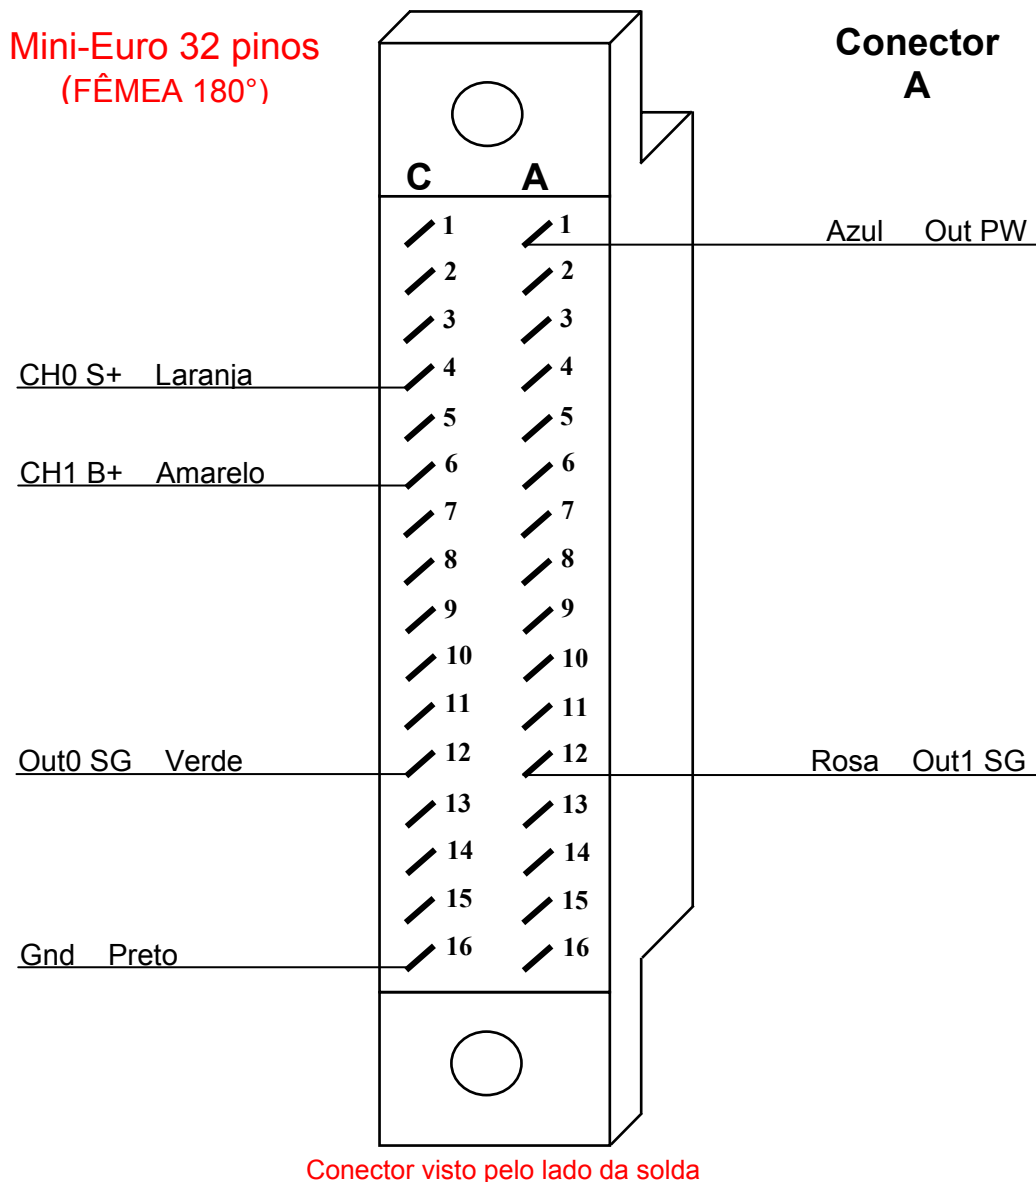 Mini-Euro 32 pinos
(FÊMEA 180°)
Conector
A
C A
1 1
Azul Out PW
2 2
3 3
CH0 S+ Laranja
4 4
5 5
CH1 B+ Amarelo
6 6
7 7
8 8
9 9
10 10
11 11
Out0 SG Verde
12 12
Rosa Out1 SG
13 13
14 14
15 15
Gnd Preto
16 16
Conector visto pelo lado da solda